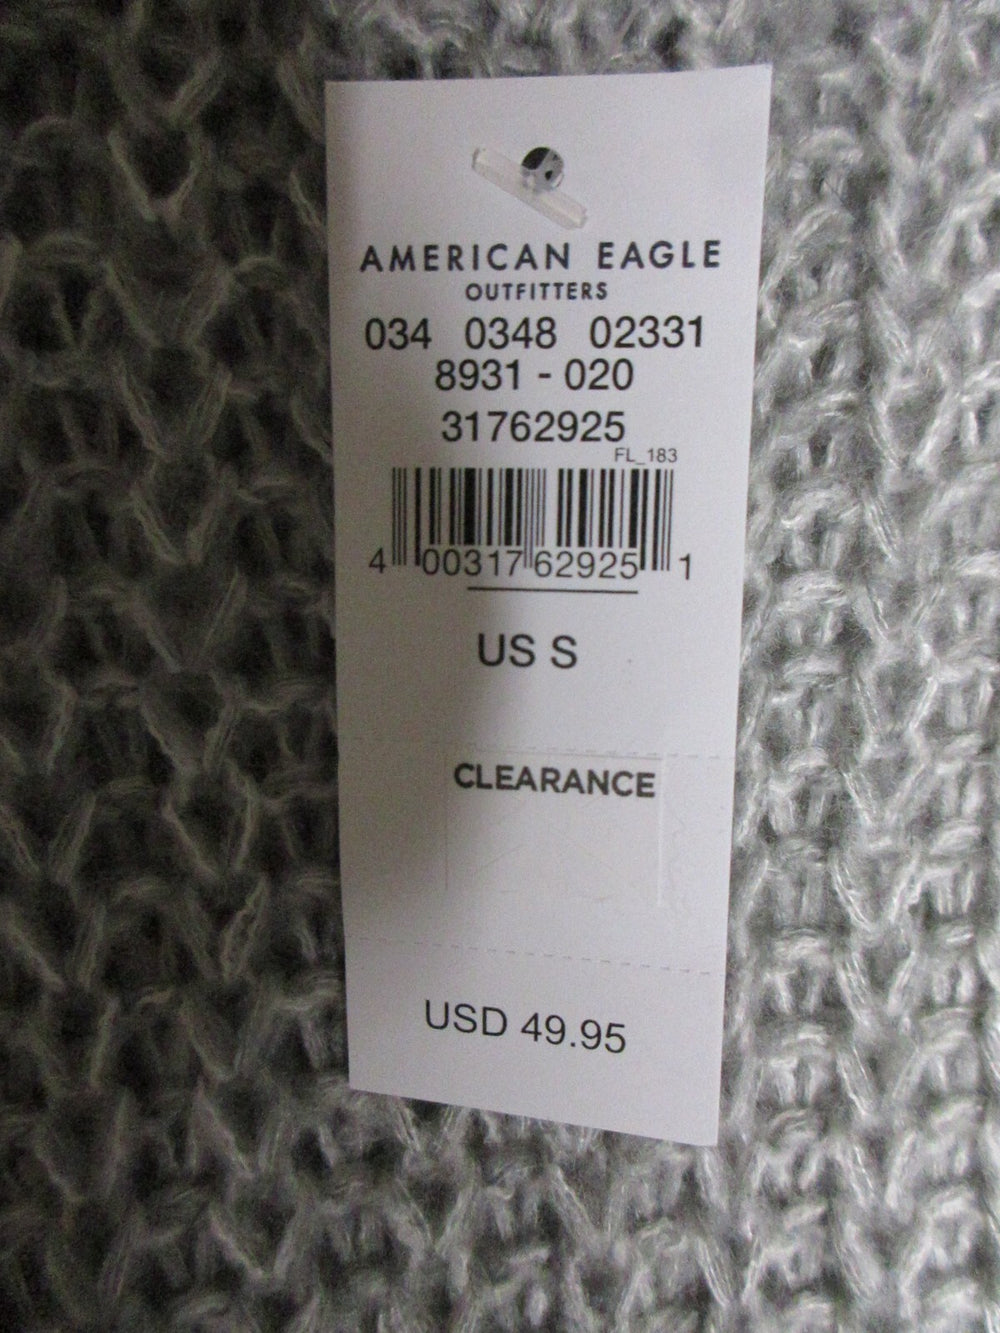 AMERICAN EAGLE
OUTFITTERS
034 0348 02331
8931 - 020
31762925
FL_183
4 00317 62925 1
US S
CLEARANCE
USD 49.95